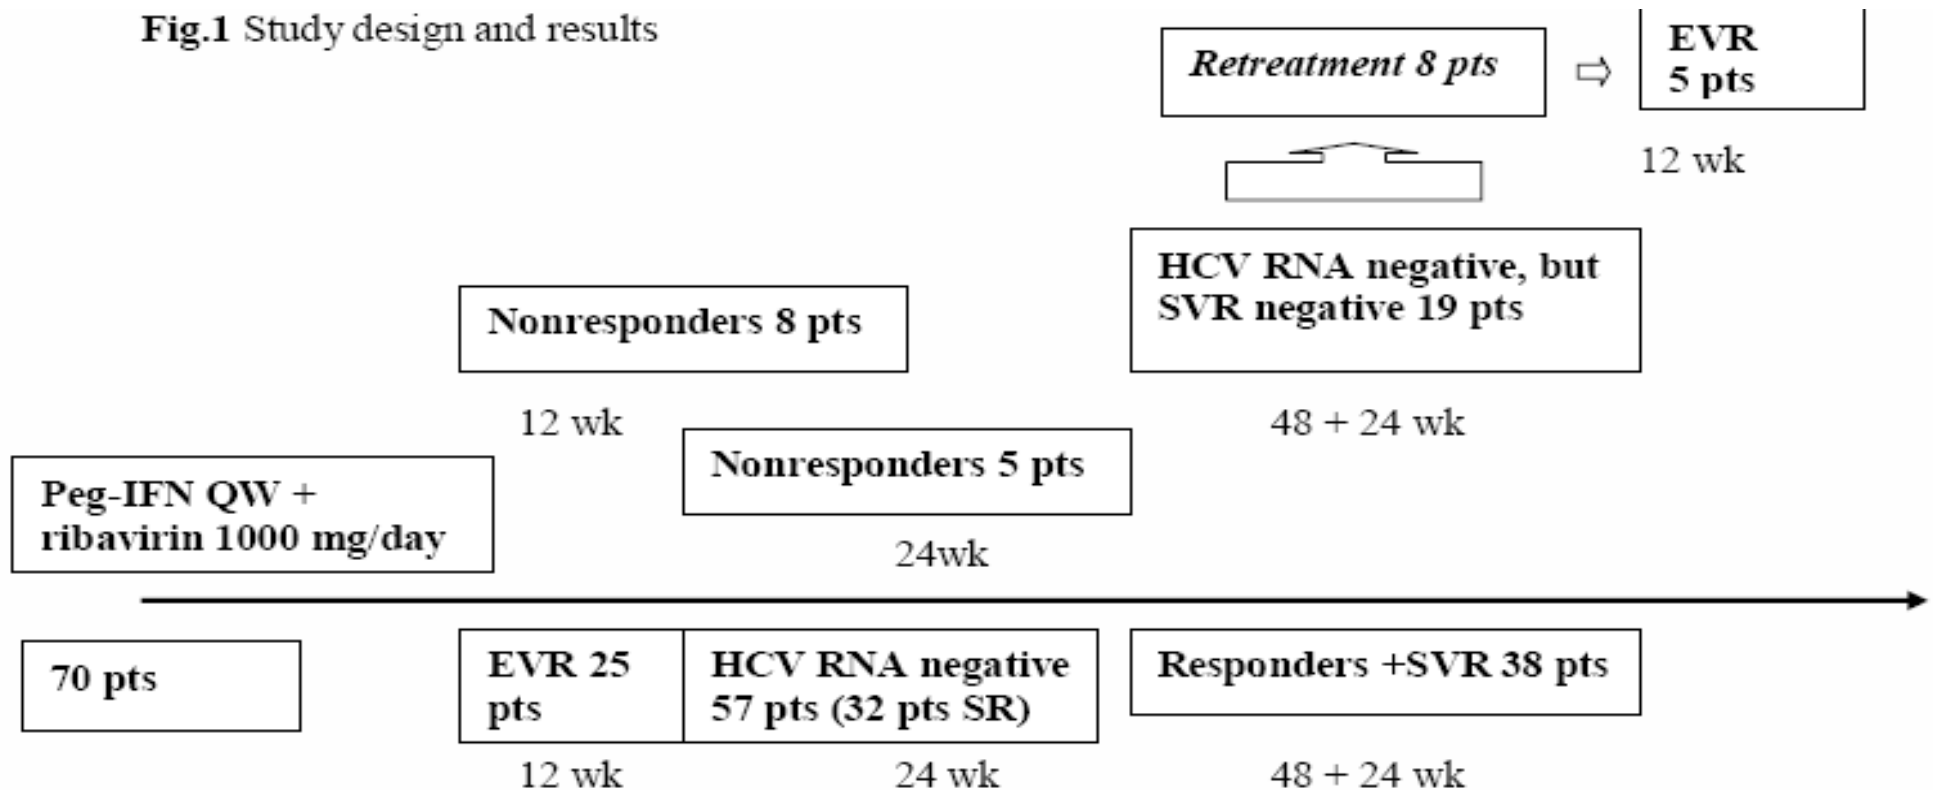 Fig.1 Study design and results
Retreatment 8 pts
EVR
5 pts
12 wk
HCV RNA negative, but
SVR negative 19 pts
48 + 24 wk
Nonresponders 8 pts
12 wk
Nonresponders 5 pts
24wk
Peg-IFN QW +
ribavirin 1000 mg/day
70 pts
EVR 25
pts
12 wk
HCV RNA negative
57 pts (32 pts SR)
24 wk
Responders +SVR 38 pts
48 + 24 wk